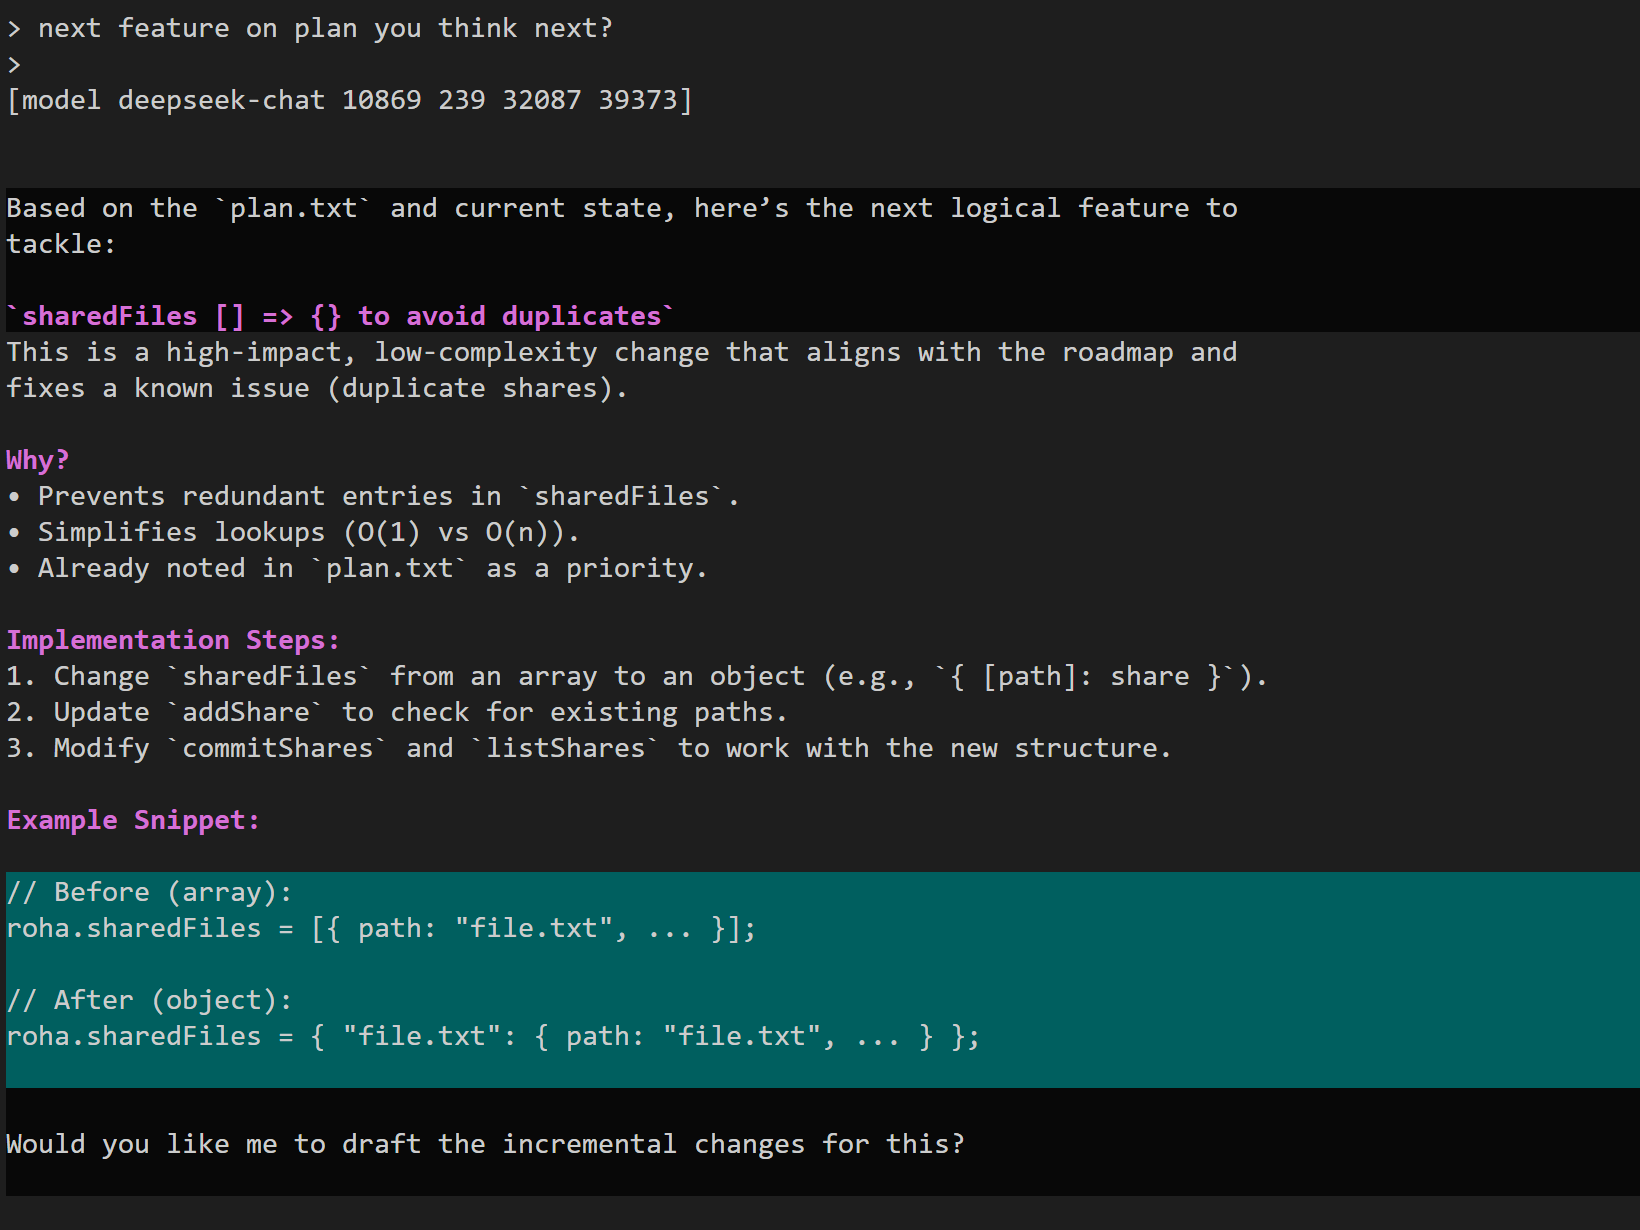 > next feature on plan you think next?
>
[model deepseek-chat 10869 239 32087 39373]
Based on the `plan.txt` and current state, here’s the next logical feature to
tackle:
`sharedFiles [] => {} to avoid duplicates`
This is a high-impact, low-complexity change that aligns with the roadmap and
fixes a known issue (duplicate shares).
Why?
• Prevents redundant entries in `sharedFiles`.
• Simplifies lookups (O(1) vs O(n)).
• Already noted in `plan.txt` as a priority.
Implementation Steps:
1. Change `sharedFiles` from an array to an object (e.g., `{ [path]: share }`).
2. Update `addShare` to check for existing paths.
3. Modify `commitShares` and `listShares` to work with the new structure.
Example Snippet:
// Before (array):
roha.sharedFiles = [{ path: "file.txt", ... }];
// After (object):
roha.sharedFiles = { "file.txt": { path: "file.txt", ... } };
Would you like me to draft the incremental changes for this?